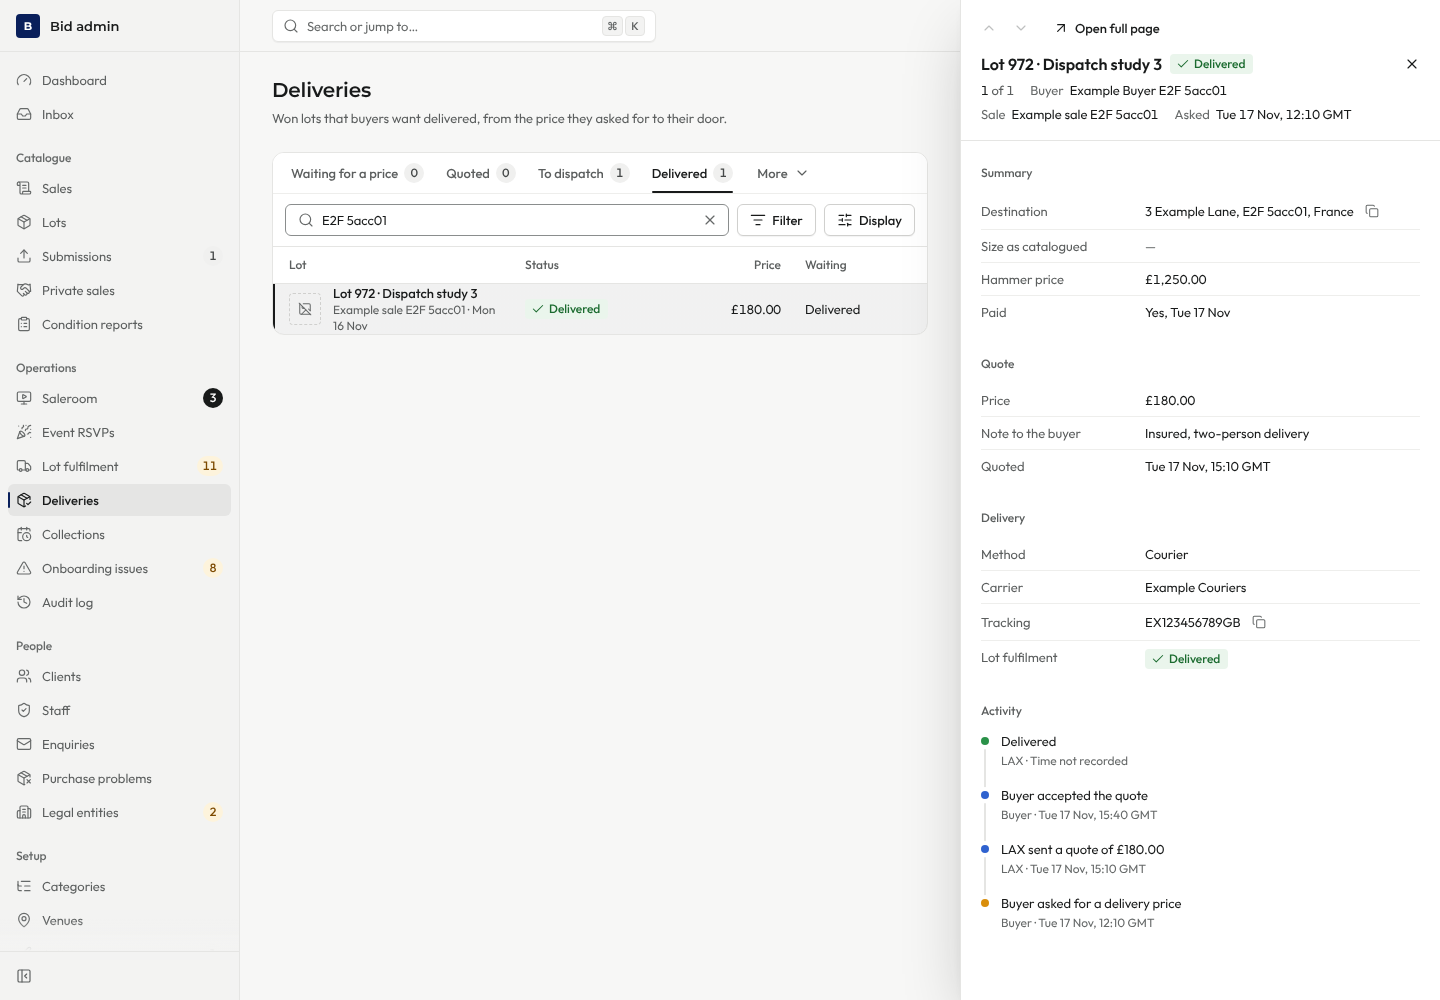 B Bid admin
Dashboard
Inbox
Catalogue
Sales
Lots
Submissions 1
Private sales
Condition reports
Operations
Saleroom 3
Event RSVPs
Lot fulfilment 11
Deliveries
Collections
Onboarding issues 8
Audit log
People
Clients
Staff
Enquiries
Purchase problems
Legal entities 2
Setup
Categories
Venues
Search or jump to... ⌘ K
Deliveries
Won lots that buyers want delivered, from the price they asked for to their door.
Waiting for a price 0 Quoted 0 To dispatch 1 Delivered 1 More
E2F 5acc01 Filter Display
Lot Status Price Waiting
Lot 972 · Dispatch study 3
Example sale E2F 5acc01 · Mon
16 Nov
Delivered £180.00 Delivered
Open full page
Lot 972 · Dispatch study 3 Delivered
1 of 1 Buyer Example Buyer E2F 5acc01
Sale Example sale E2F 5acc01 Asked Tue 17 Nov, 12:10 GMT
Summary
Destination 3 Example Lane, E2F 5acc01, France
Size as catalogued —
Hammer price £1,250.00
Paid Yes, Tue 17 Nov
Quote
Price £180.00
Note to the buyer Insured, two-person delivery
Quoted Tue 17 Nov, 15:10 GMT
Delivery
Method Courier
Carrier Example Couriers
Tracking EX123456789GB
Lot fulfilment Delivered
Activity
Delivered
LAX · Time not recorded
Buyer accepted the quote
Buyer · Tue 17 Nov, 15:40 GMT
LAX sent a quote of £180.00
LAX · Tue 17 Nov, 15:10 GMT
Buyer asked for a delivery price
Buyer · Tue 17 Nov, 12:10 GMT